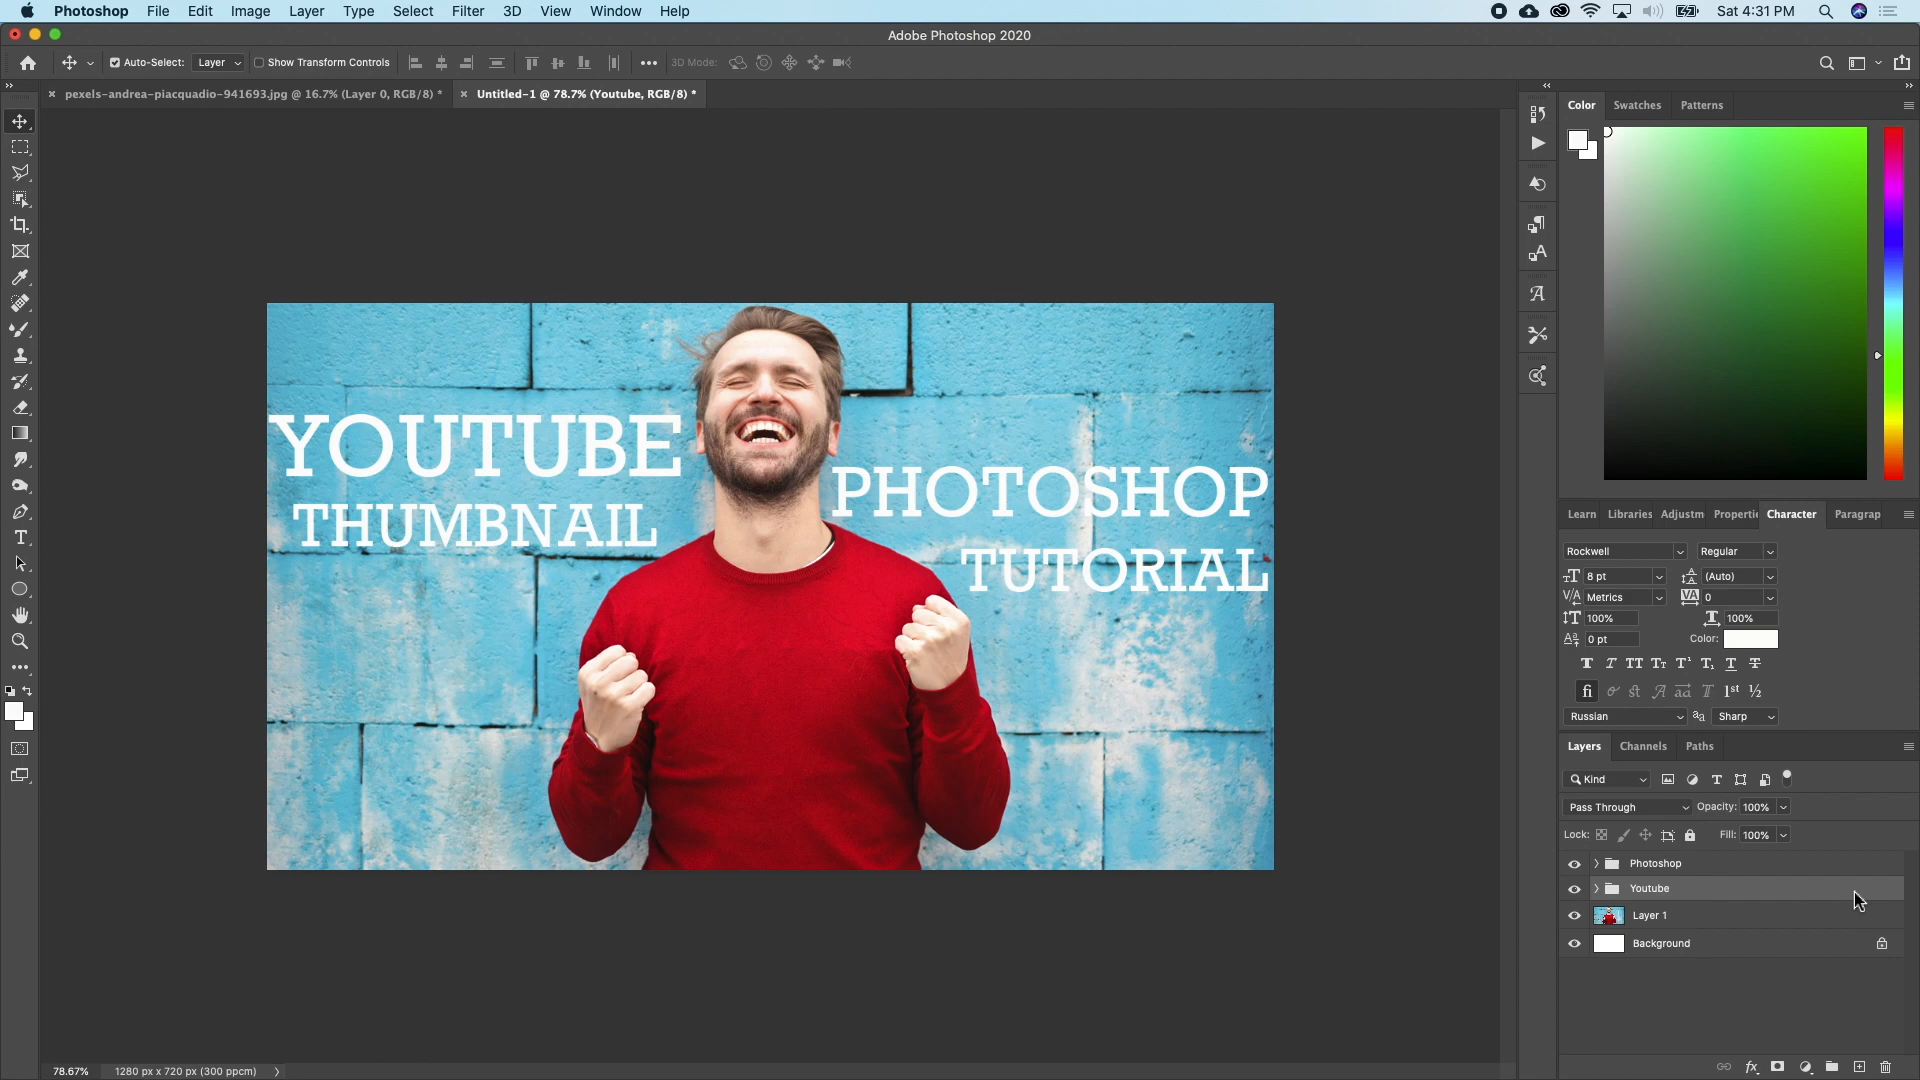 Photoshop File Edit Image Layer Type Select Filter 3D View Window Help Sat 4:31 PM
Adobe Photoshop 2020
Auto-Select: Layer Show Transform Controls 3D Mode:
pexels-andrea-piacquadio-941693.jpg @ 16.7% (Layer 0, RGB/8) * Untitled-1 @ 78.7% (Youtube, RGB/8) *
Color Swatches Patterns
YOUTUBE
THUMBNAIL
PHOTOSHOP
TUTORIAL
Learn Libraries Adjustm Properti Character Paragrap
Rockwell Regular
8 pt (Auto)
Metrics 0
100% 100%
0 pt Color:
Russian Sharp
Layers Channels Paths
Kind
Pass Through Opacity: 100%
Lock: Fill: 100%
Photoshop
Youtube
Layer 1
Background
78.67% 1280 px x 720 px (300 ppcm)